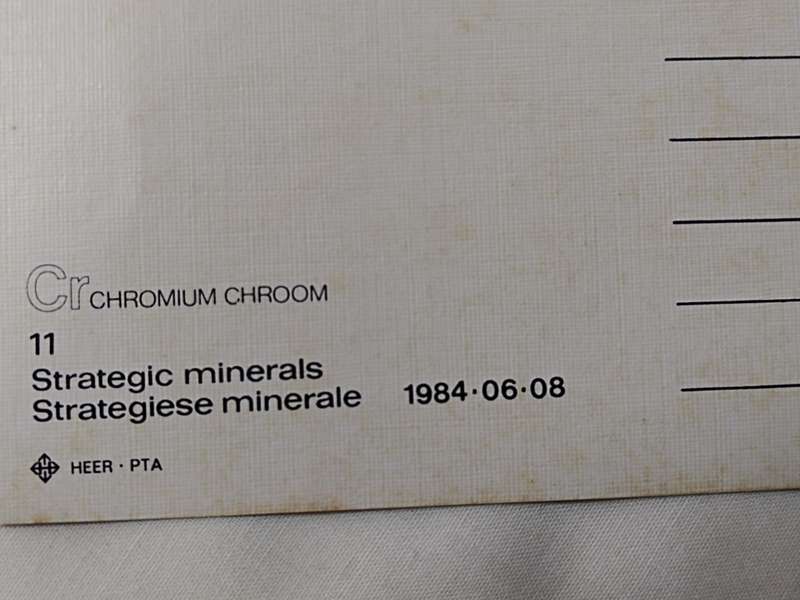 Cr CHROMIUM CHROOM
11
Strategic minerals
Strategiese minerale 1984·06·08
HEER · PTA